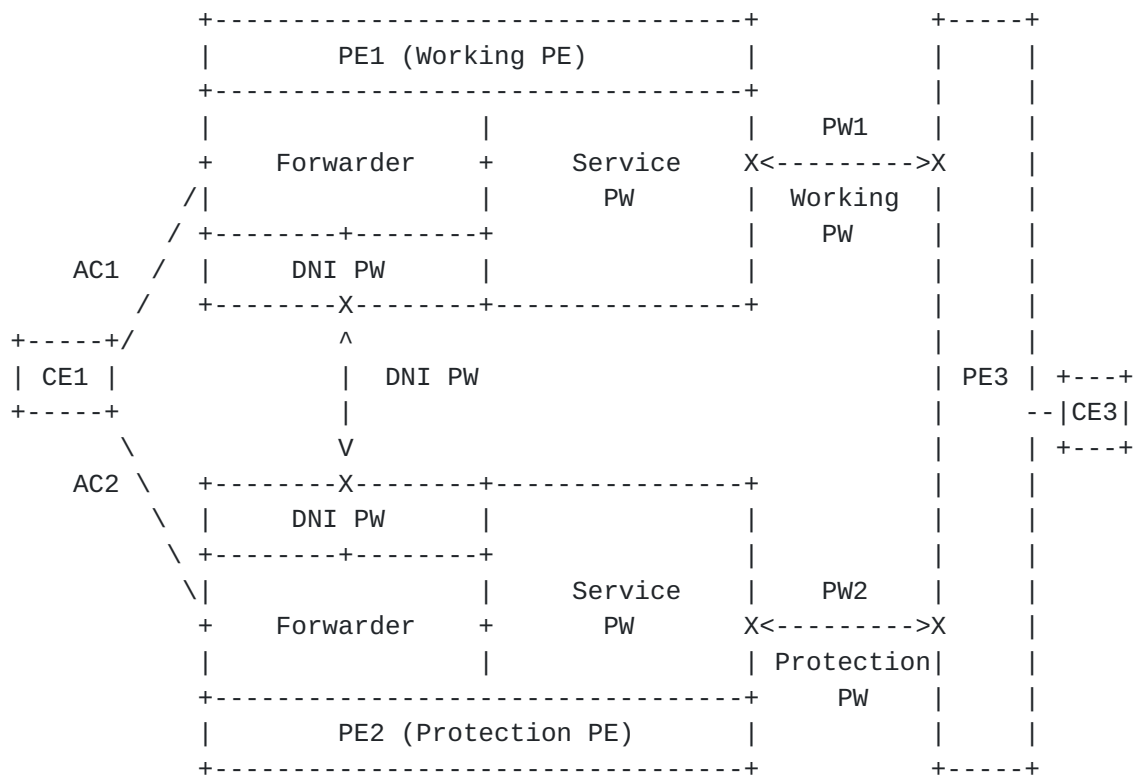 PE1 (Working PE)
PW1
Forwarder Service
PW Working
PW
AC1 DNI PW
CE1 DNI PW PE3
CE3
AC2
DNI PW
Service PW2
Forwarder PW
Protection
PW
PE2 (Protection PE)